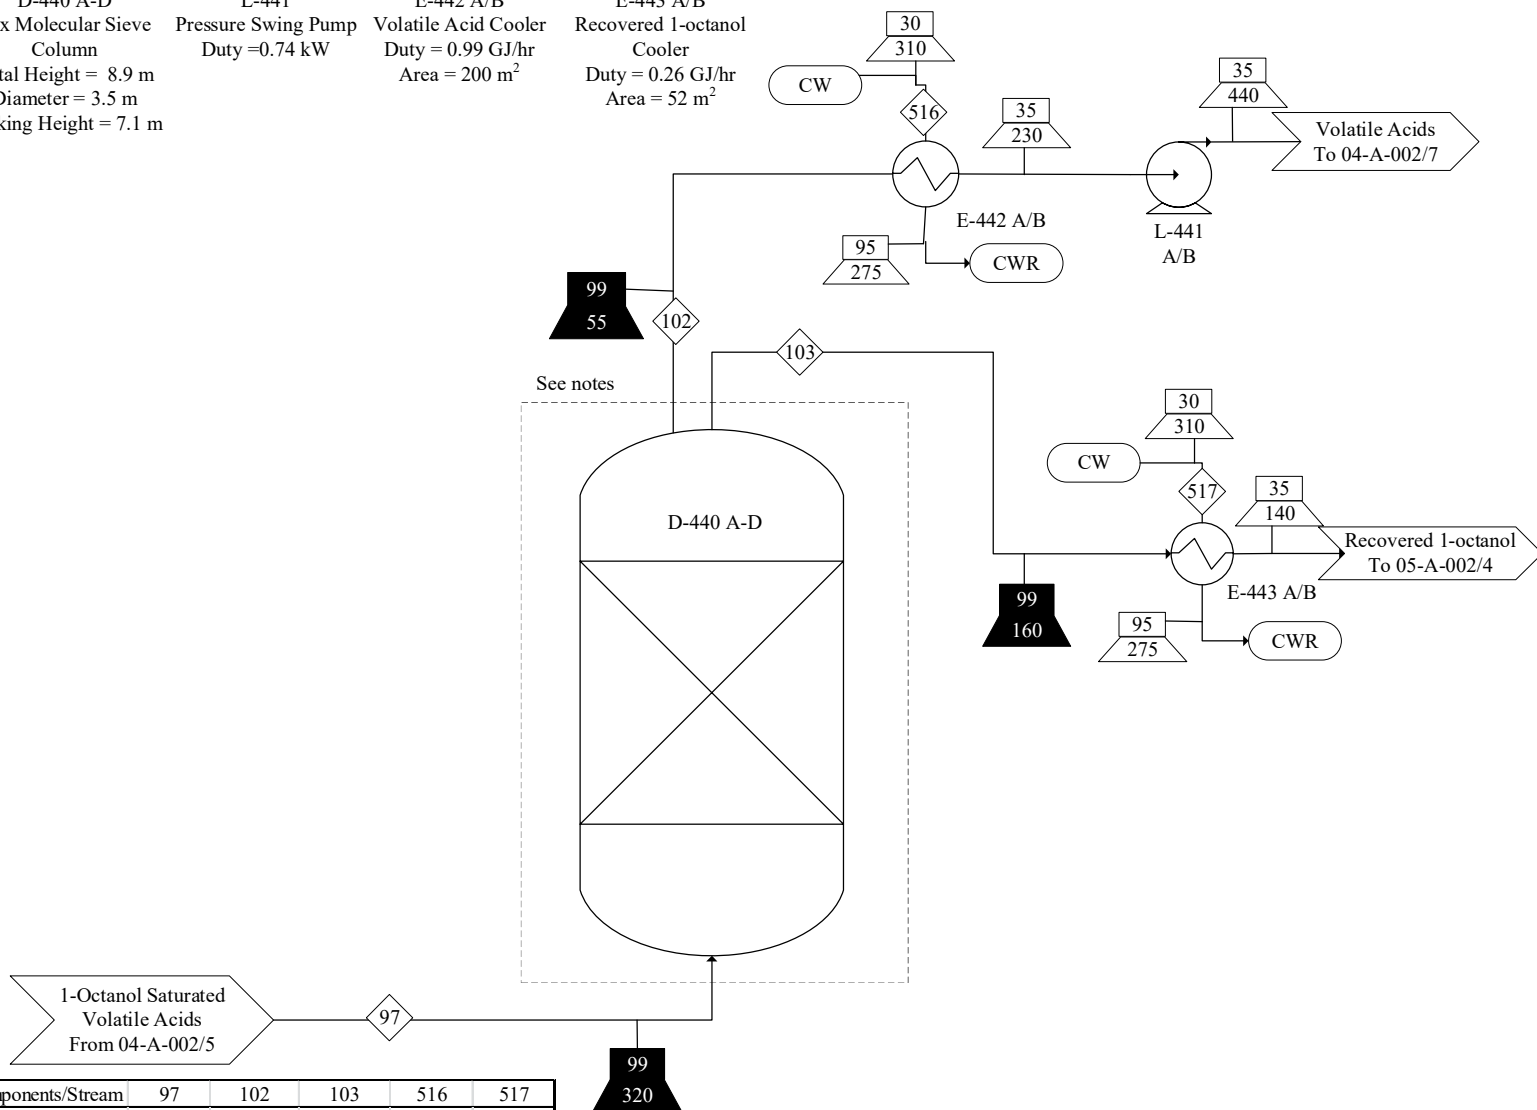 D-440 A-D
x Molecular Sieve
Column
tal Height = 8.9 m
Diameter = 3.5 m
king Height = 7.1 m
L-441
Pressure Swing Pump
Duty =0.74 kW
E-442 A/B
Volatile Acid Cooler
Duty = 0.99 GJ/hr
Area = 200 m²
E-443 A/B
Recovered 1-octanol
Cooler
Duty = 0.26 GJ/hr
Area = 52 m²
30
310
CW
516
35
230
35
440
Volatile Acids
To 04-A-002/7
E-442 A/B
L-441
A/B
95
275
CWR
99
55
102
103
See notes
30
310
CW
517
35
140
D-440 A-D
Recovered 1-octanol
To 05-A-002/4
E-443 A/B
99
160
95
275
CWR
1-Octanol Saturated
Volatile Acids
From 04-A-002/5
97
99
320
ponents/Stream 97 102 103 516 517